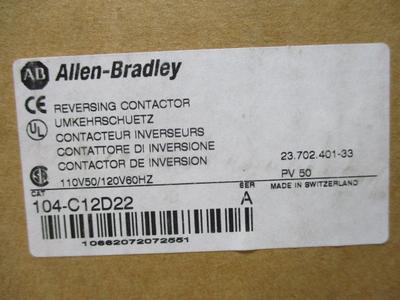 AB Allen-Bradley
CE REVERSING CONTACTOR
UL UMKEHRSCHUETZ
CONTACTEUR INVERSEURS
CONTATTORE DI INVERSIONE
CONTACTOR DE INVERSION
23.702.401-33
SA 110V50/120V60HZ
PV 50
CAT SER MADE IN SWITZERLAND
104-C12D22 A
10662072072551